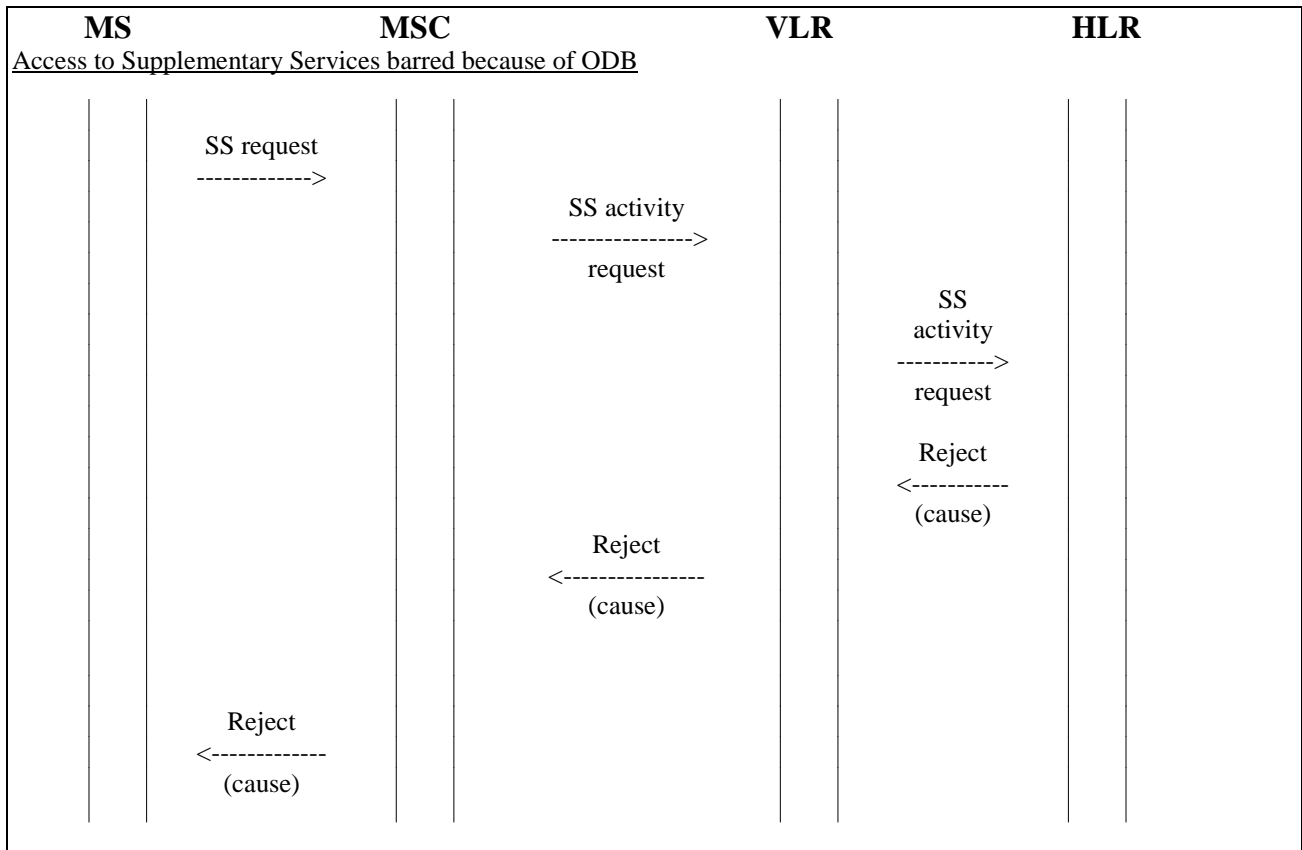 MS MSC VLR HLR
Access to Supplementary Services barred because of ODB
SS request
------------->
SS activity
---------------->
request
SS
activity
----------->
request
Reject
<-----------
(cause)
Reject
<----------------
(cause)
Reject
<-------------
(cause)